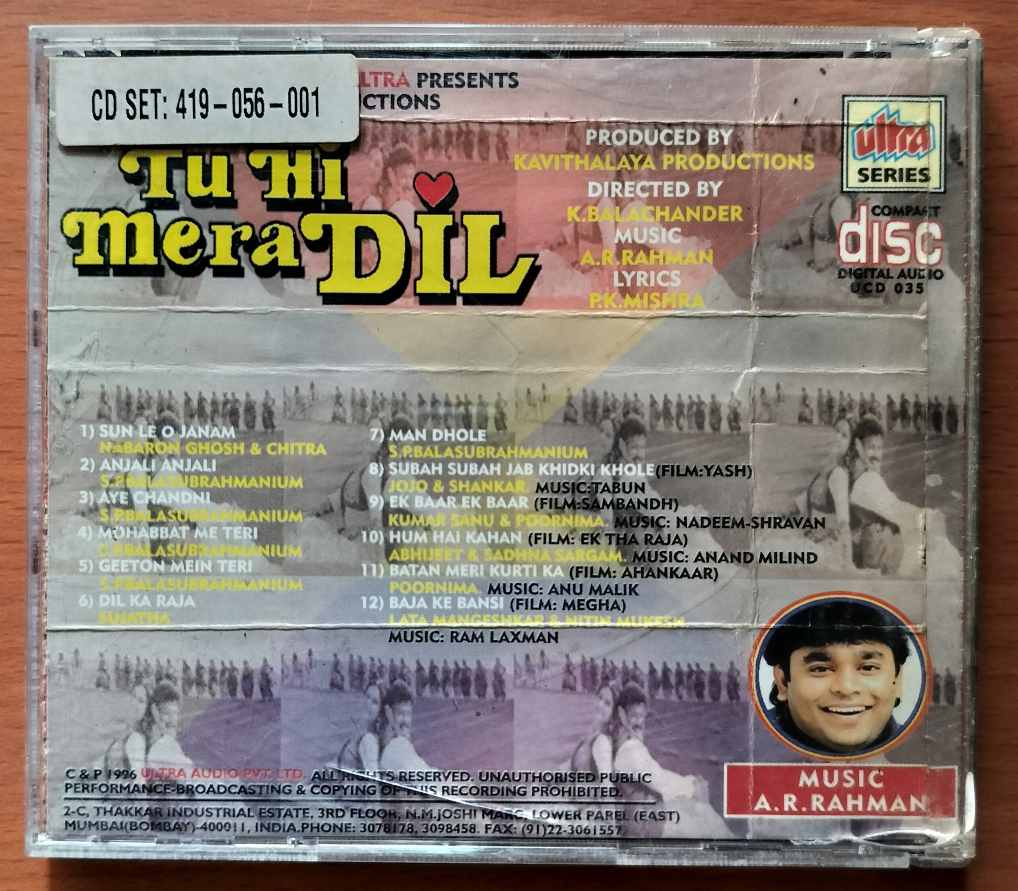 CD SET: 419-056-001
LTRA PRESENTS
UCTIONS
Tu Hi
Mera DIL
PRODUCED BY
KAVITHALAYA PRODUCTIONS
DIRECTED BY
K.BALACHANDER
MUSIC
A.R.RAHMAN
LYRICS
P.K.MISHRA
ultra
SERIES
COMPACT
disc
DIGITAL AUDIO
UCD 035
1) SUN LE O JANAM
NABARON GHOSH & CHITRA
2) ANJALI ANJALI
S.P.BALASUBRAHMANIUM
3) AYE CHANDNI
S.P.BALASUBRAHMANIUM
4) MOHABBAT ME TERI
S.P.BALASUBRAHMANIUM
5) GEETON MEIN TERI
S.P.BALASUBRAHMANIUM
6) DIL KA RAJA
SUJATHA
7) MAN DHOLE
S.P.BALASUBRAHMANIUM
8) SUBAH SUBAH JAB KHIDKI KHOLE(FILM:YASH)
JOJO & SHANKAR. MUSIC:TABUN
9) EK BAAR EK BAAR (FILM:SAMBANDH)
KUMAR SANU & POORNIMA. MUSIC: NADEEM-SHRAVAN
10) HUM HAI KAHAN (FILM: EK THA RAJA)
ABHIJEET & SADHNA SARGAM. MUSIC: ANAND MILIND
11) BATAN MERI KURTI KA (FILM: AHANKAAR)
POORNIMA. MUSIC: ANU MALIK
12) BAJA KE BANSI (FILM: MEGHA)
LATA MANGESHKAR & NITIN MUKESH
MUSIC: RAM LAXMAN
MUSIC
A.R.RAHMAN
C & P 1996 ULTRA AUDIO PVT. LTD. ALL RIGHTS RESERVED. UNAUTHORISED PUBLIC
PERFORMANCE-BROADCASTING & COPYING OF THIS RECORDING PROHIBITED.
2-C, THAKKAR INDUSTRIAL ESTATE, 3RD FLOOR, N.M.JOSHI MARG, LOWER PAREL (EAST)
MUMBAI(BOMBAY)-400011, INDIA.PHONE: 3078178, 3098458. FAX: (91)22-3061557.